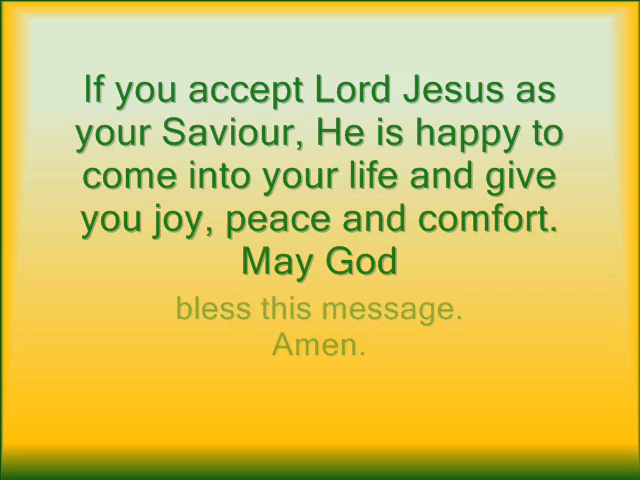 If you accept Lord Jesus as
your Saviour, He is happy to
come into your life and give
you joy, peace and comfort.
May God
bless this message.
Amen.